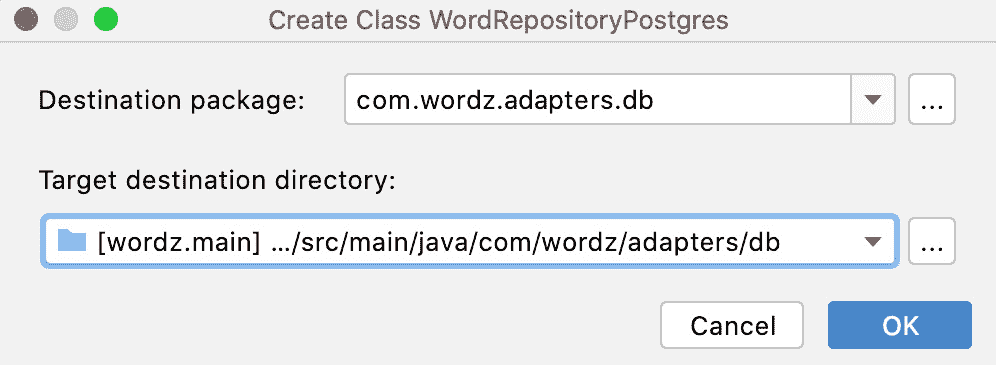 Create Class WordRepositoryPostgres
Destination package: com.wordz.adapters.db ...
Target destination directory:
[wordz.main] .../src/main/java/com/wordz/adapters/db ...
Cancel OK